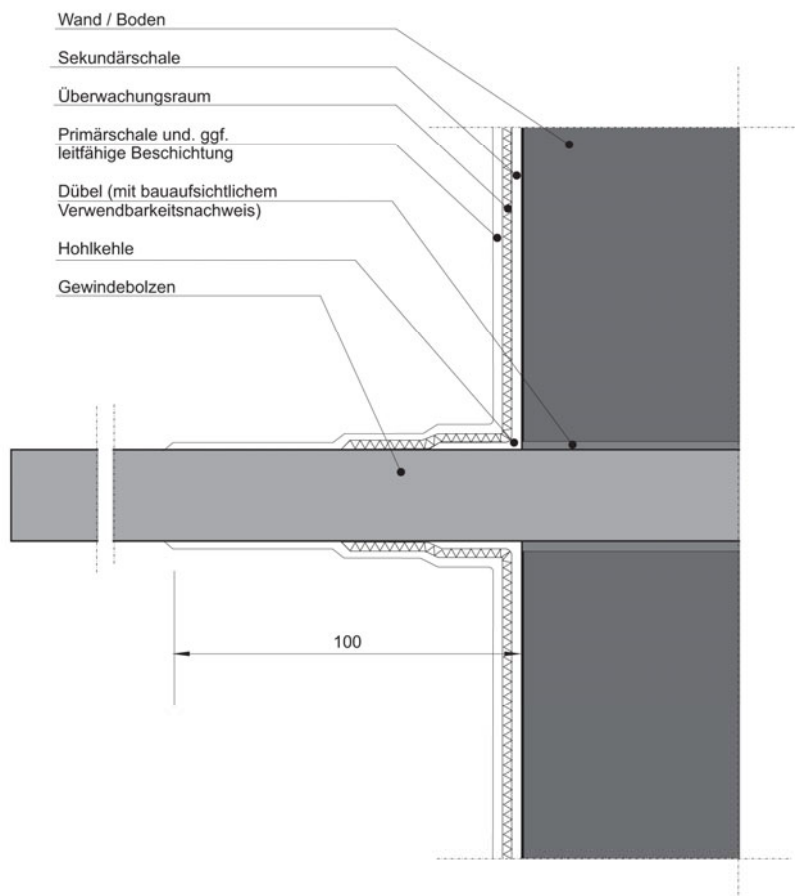 Wand / Boden
Sekundärschale
Überwachungsraum
Primärschale und. ggf.
leitfähige Beschichtung
Dübel (mit bauaufsichtlichem
Verwendbarkeitsnachweis)
Hohlkehle
Gewindebolzen
100